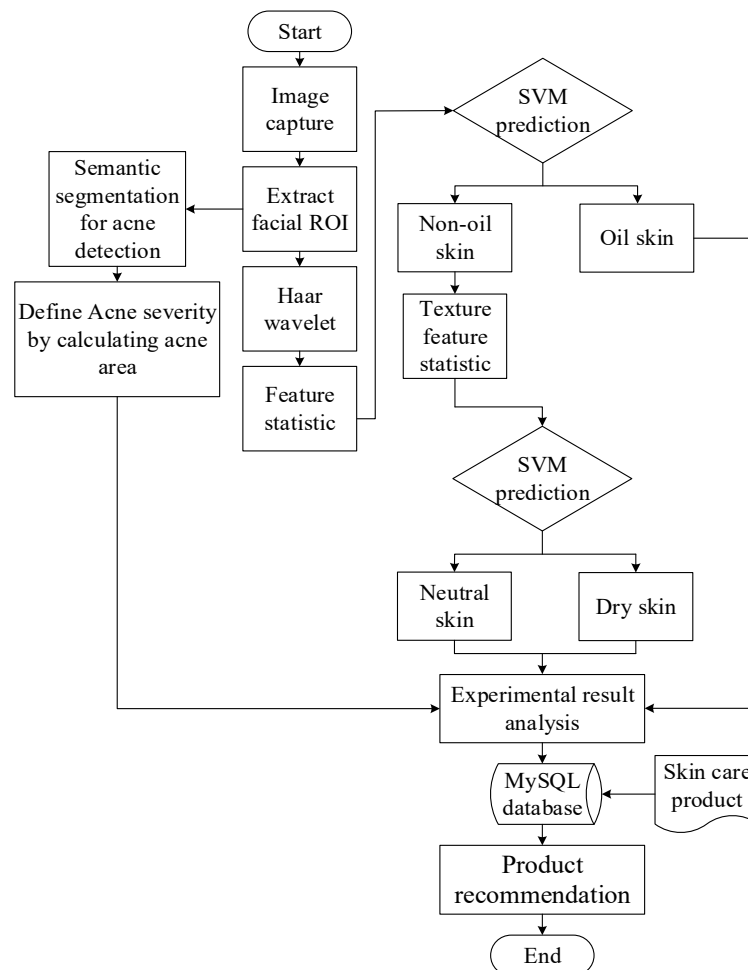 Start
Image
capture
Extract
facial ROI
Semantic
segmentation
for acne
detection
Define Acne severity
by calculating acne
area
Haar
wavelet
Feature
statistic
SVM
prediction
Non-oil
skin
Oil skin
Texture
feature
statistic
SVM
prediction
Neutral
skin
Dry skin
Experimental result
analysis
MySQL
database
Skin care
product
Product
recommendation
End